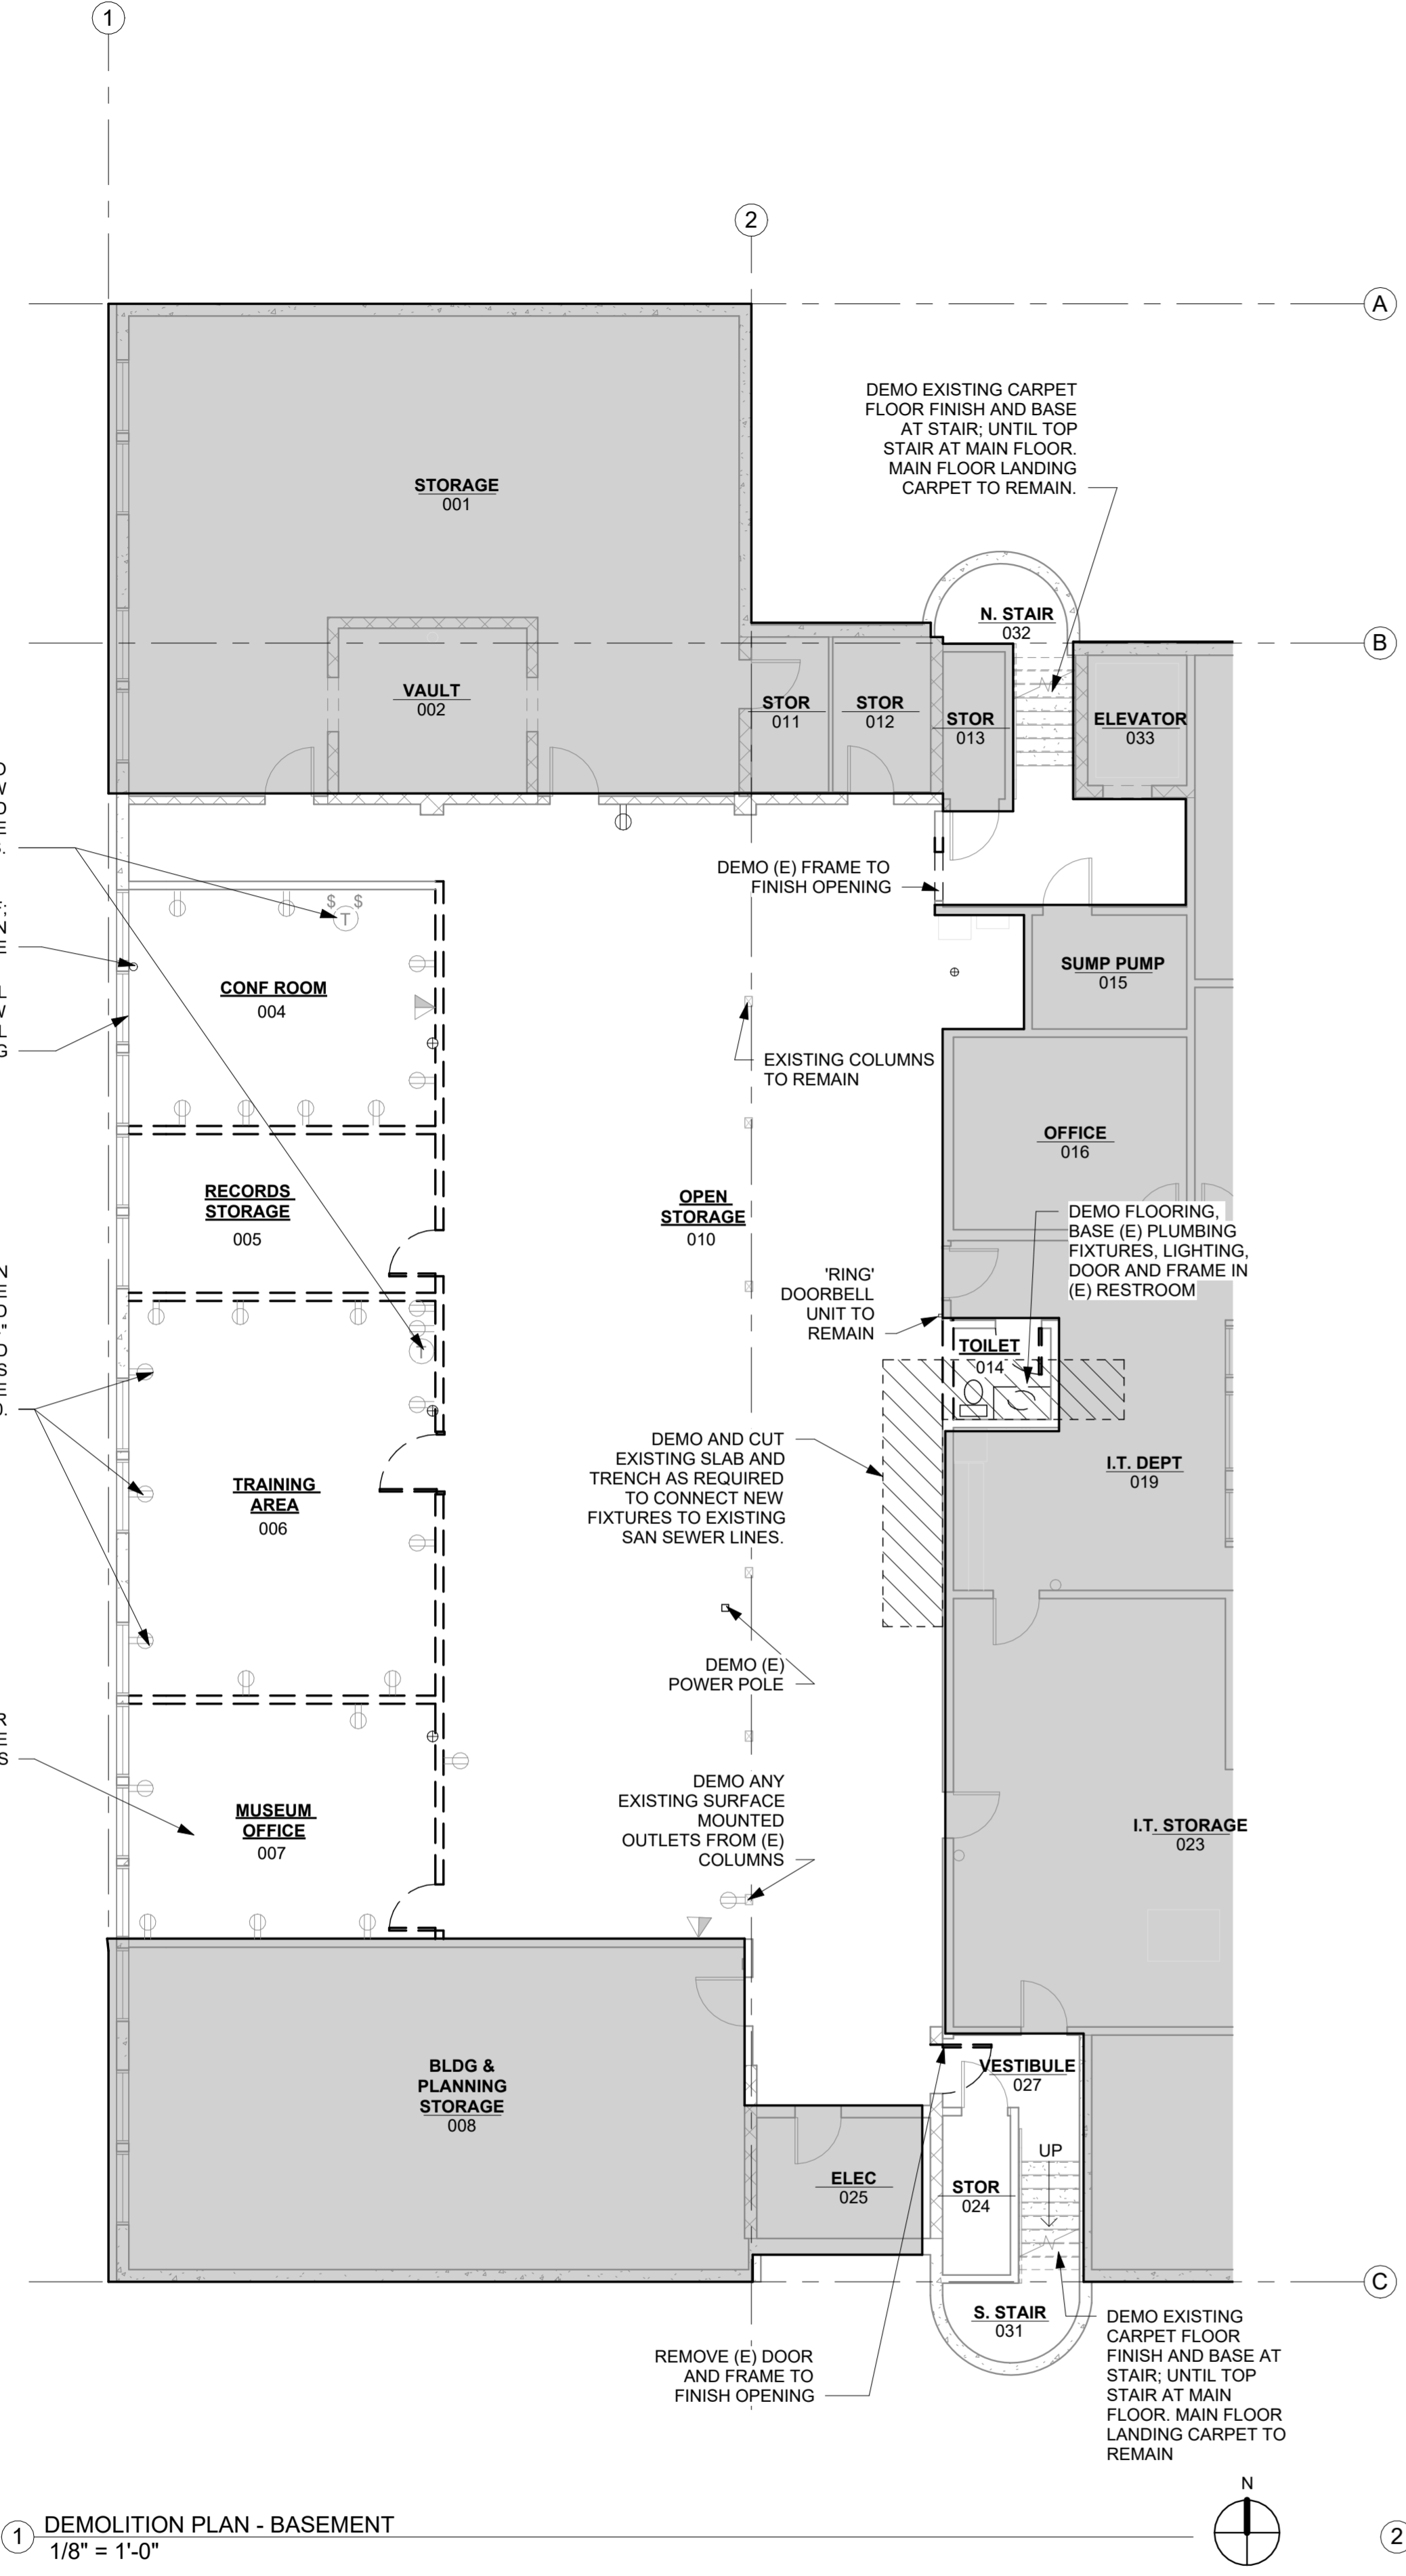 1
2
A
DEMO EXISTING CARPET
FLOOR FINISH AND BASE
AT STAIR; UNTIL TOP
STAIR AT MAIN FLOOR.
MAIN FLOOR LANDING
CARPET TO REMAIN.
STORAGE
001
N. STAIR
032
B
VAULT
002
STOR
011
STOR
012
STOR
013
ELEVATOR
033
DEMO (E) FRAME TO
FINISH OPENING
$ $
T
CONF ROOM
004
SUMP PUMP
015
EXISTING COLUMNS
TO REMAIN
OFFICE
016
RECORDS
STORAGE
005
OPEN
STORAGE
010
DEMO FLOORING,
BASE (E) PLUMBING
FIXTURES, LIGHTING,
DOOR AND FRAME IN
(E) RESTROOM
'RING'
DOORBELL
UNIT TO
REMAIN
T
TOILET
014
DEMO AND CUT
EXISTING SLAB AND
TRENCH AS REQUIRED
TO CONNECT NEW
FIXTURES TO EXISTING
SAN SEWER LINES.
I.T. DEPT
019
TRAINING
AREA
006
DEMO (E)
POWER POLE
DEMO ANY
EXISTING SURFACE
MOUNTED
OUTLETS FROM (E)
COLUMNS
MUSEUM
OFFICE
007
I.T. STORAGE
023
BLDG &
PLANNING
STORAGE
008
VESTIBULE
027
UP
ELEC
025
STOR
024
C
S. STAIR
031
REMOVE (E) DOOR
AND FRAME TO
FINISH OPENING
DEMO EXISTING
CARPET FLOOR
FINISH AND BASE AT
STAIR; UNTIL TOP
STAIR AT MAIN
FLOOR. MAIN FLOOR
LANDING CARPET TO
REMAIN
N
1 DEMOLITION PLAN - BASEMENT
1/8" = 1'-0"
2